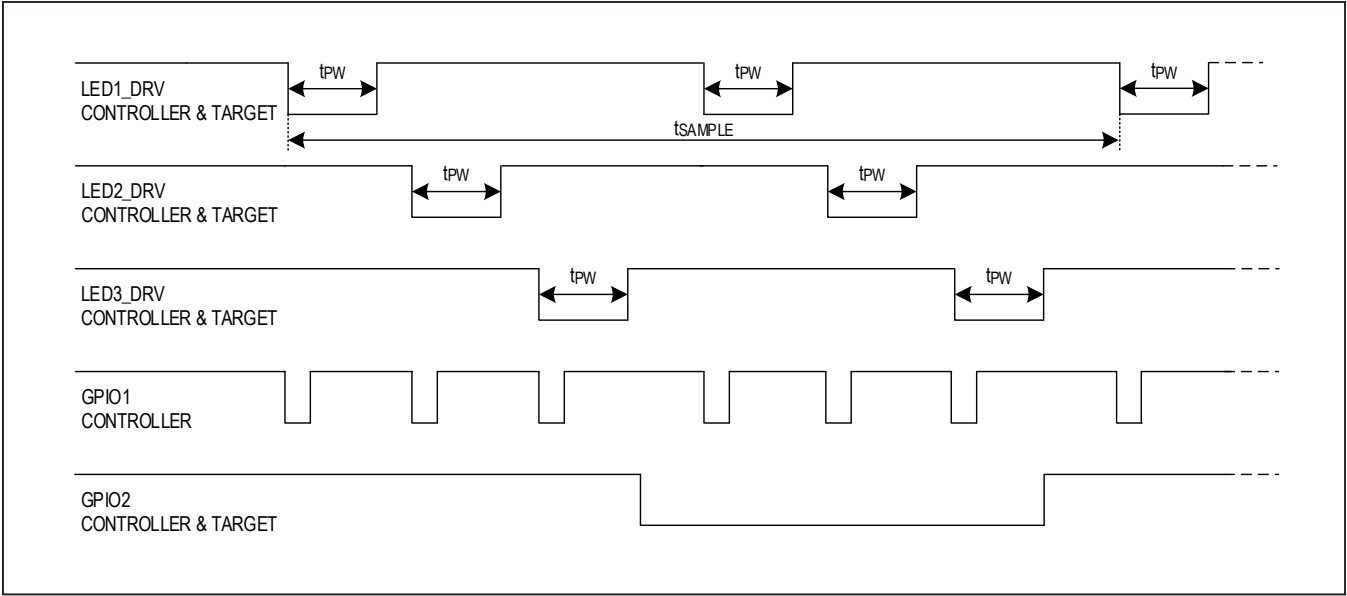 tPW tPW tPW
LED1_DRV
CONTROLLER & TARGET
tSAMPLE
tPW tPW
LED2_DRV
CONTROLLER & TARGET
tPW tPW
LED3_DRV
CONTROLLER & TARGET
GPIO1
CONTROLLER
GPIO2
CONTROLLER & TARGET